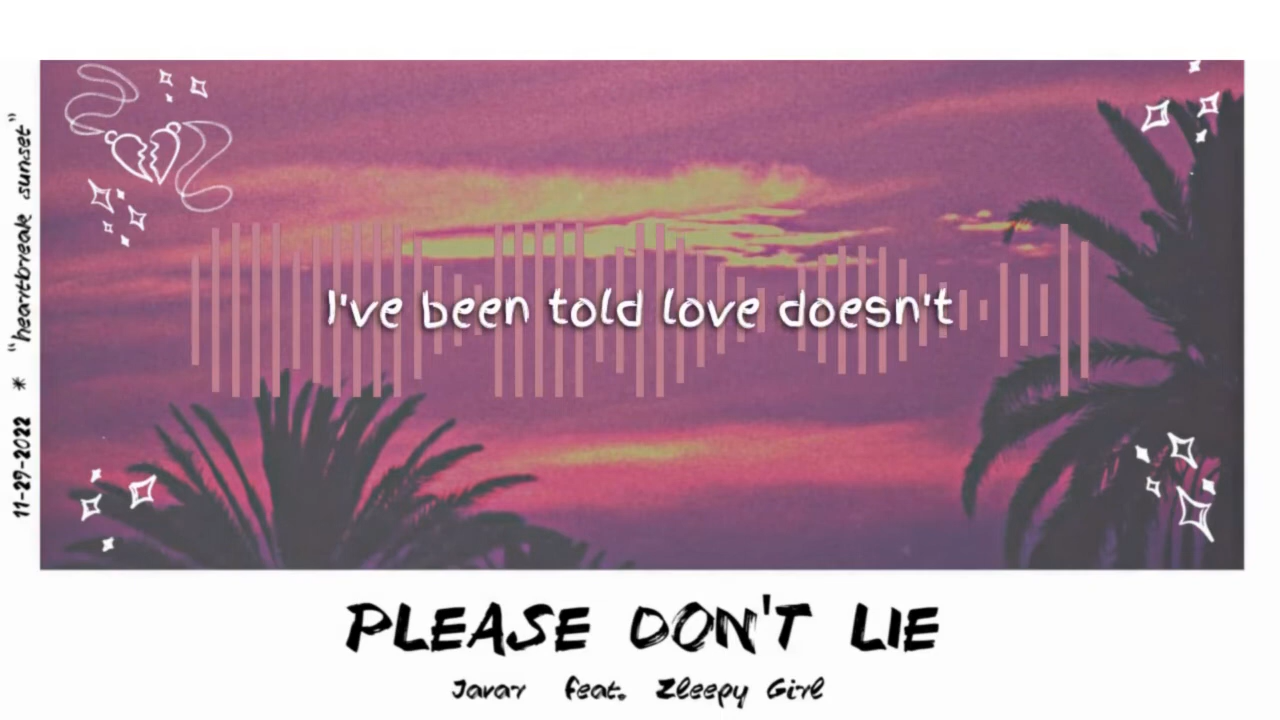 11-29-2022 * "heartbreak sunset"
I've been told love doesn't
PLEASE DON'T LIE
Javar feat. Zleepy Girl